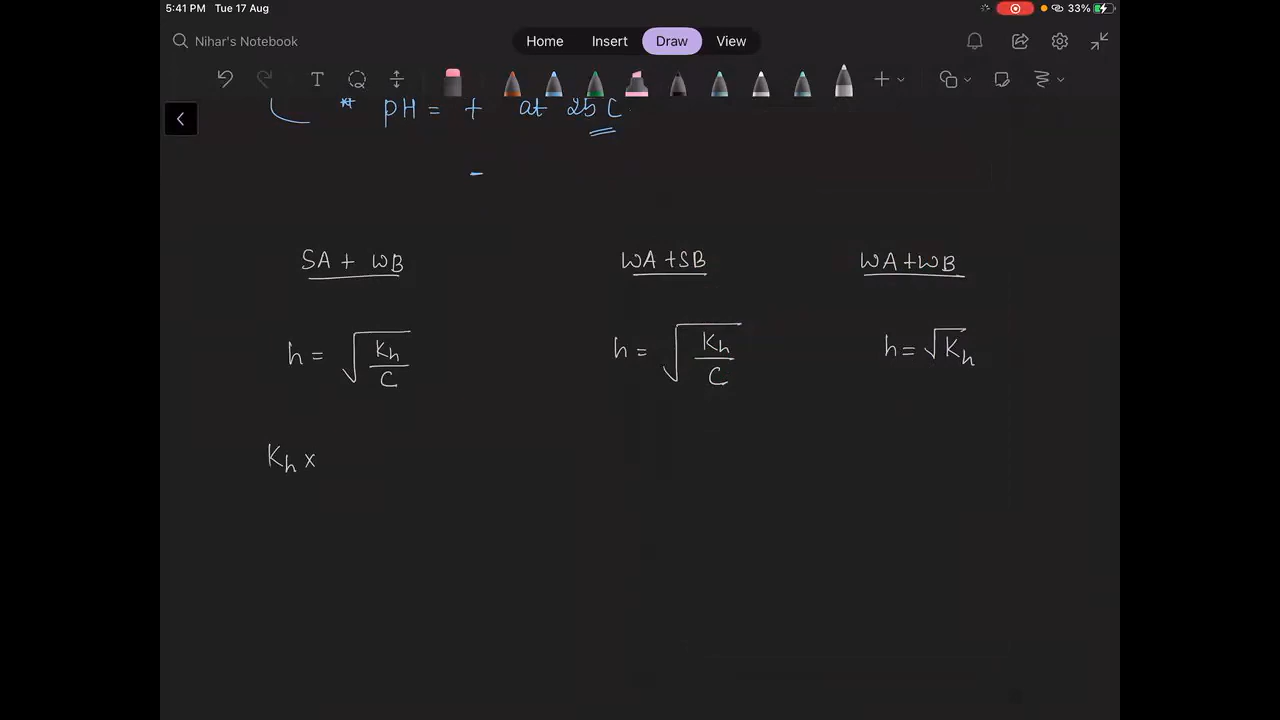 5:41 PM Tue 17 Aug 33%
Nihar's Notebook Home Insert Draw View
* pH = 7 at 25 C
-
SA + WB WA + SB WA + WB
h = √(Kh/C) h = √(Kh/C) h = √Kh
Kh x